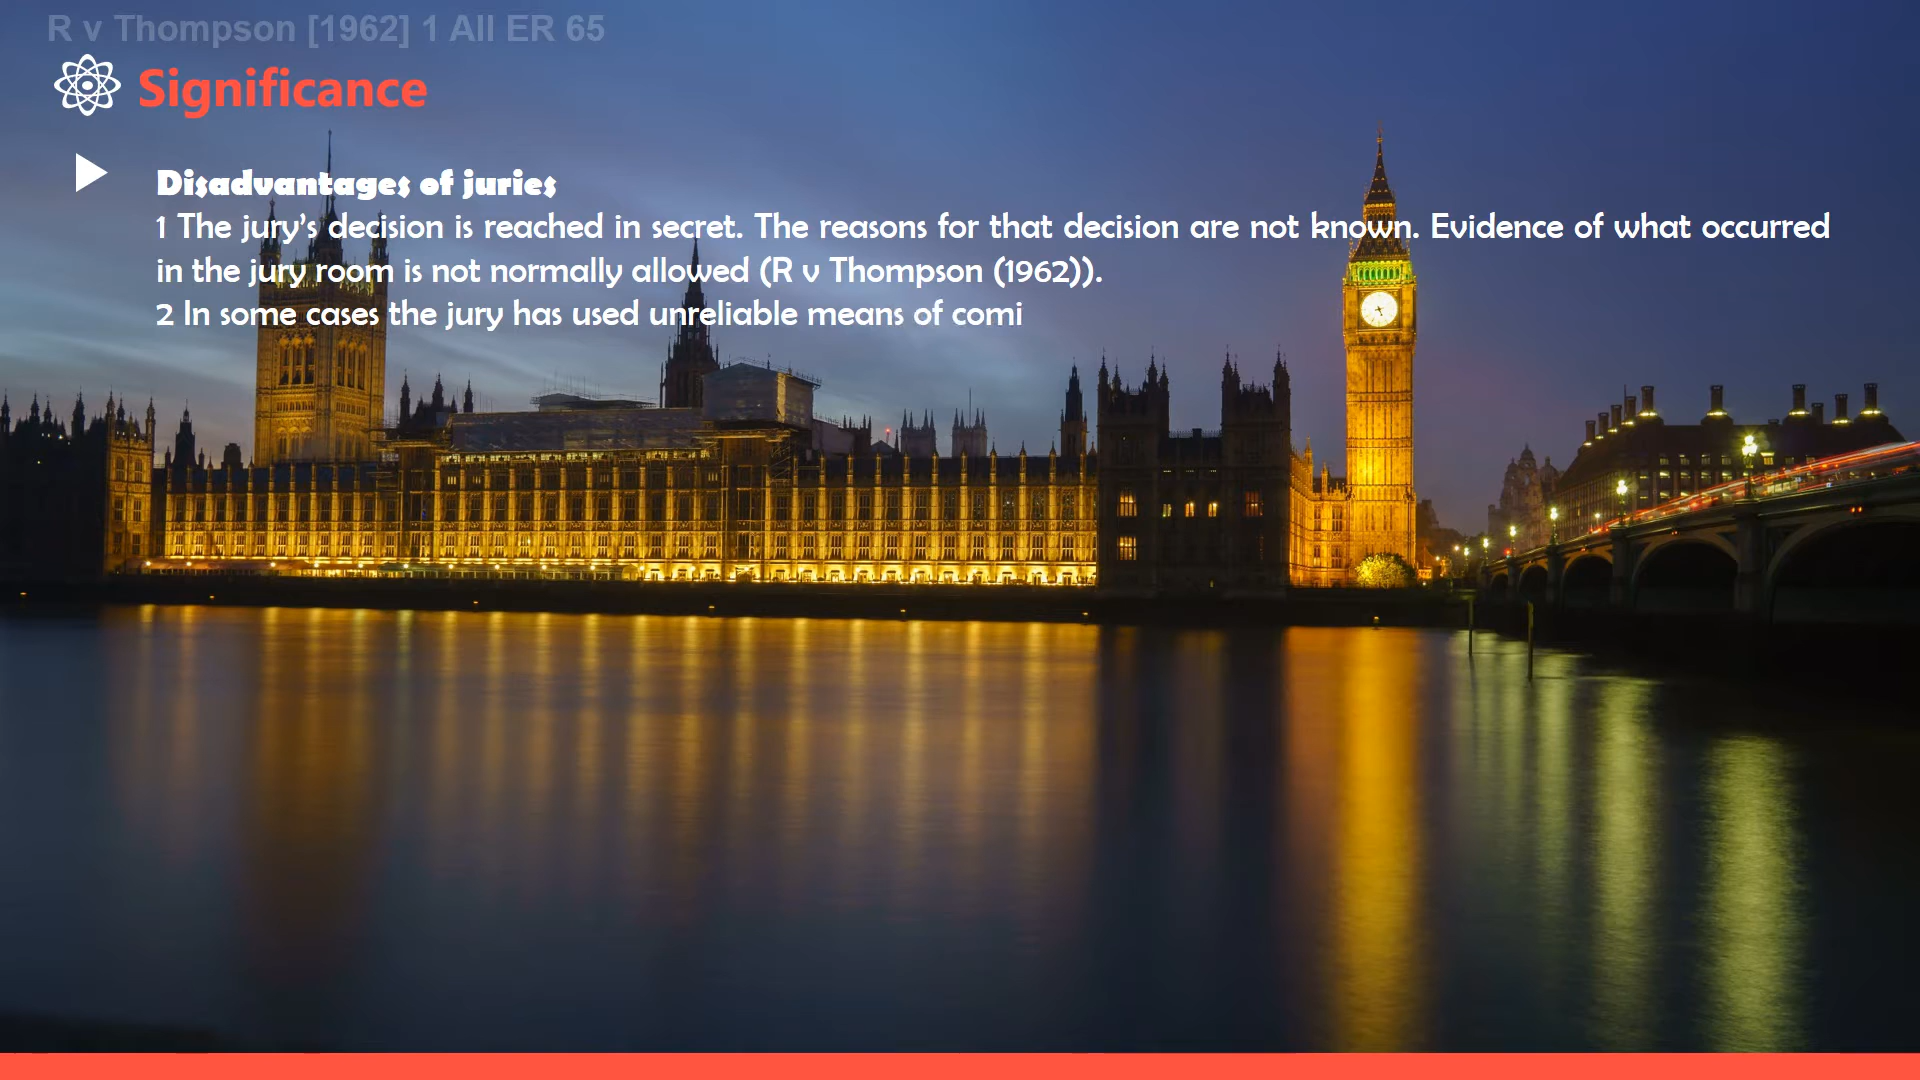 R v Thompson [1962] 1 All ER 65
Significance
Disadvantages of juries
1 The jury’s decision is reached in secret. The reasons for that decision are not known. Evidence of what occurred
in the jury room is not normally allowed (R v Thompson (1962)).
2 In some cases the jury has used unreliable means of comi